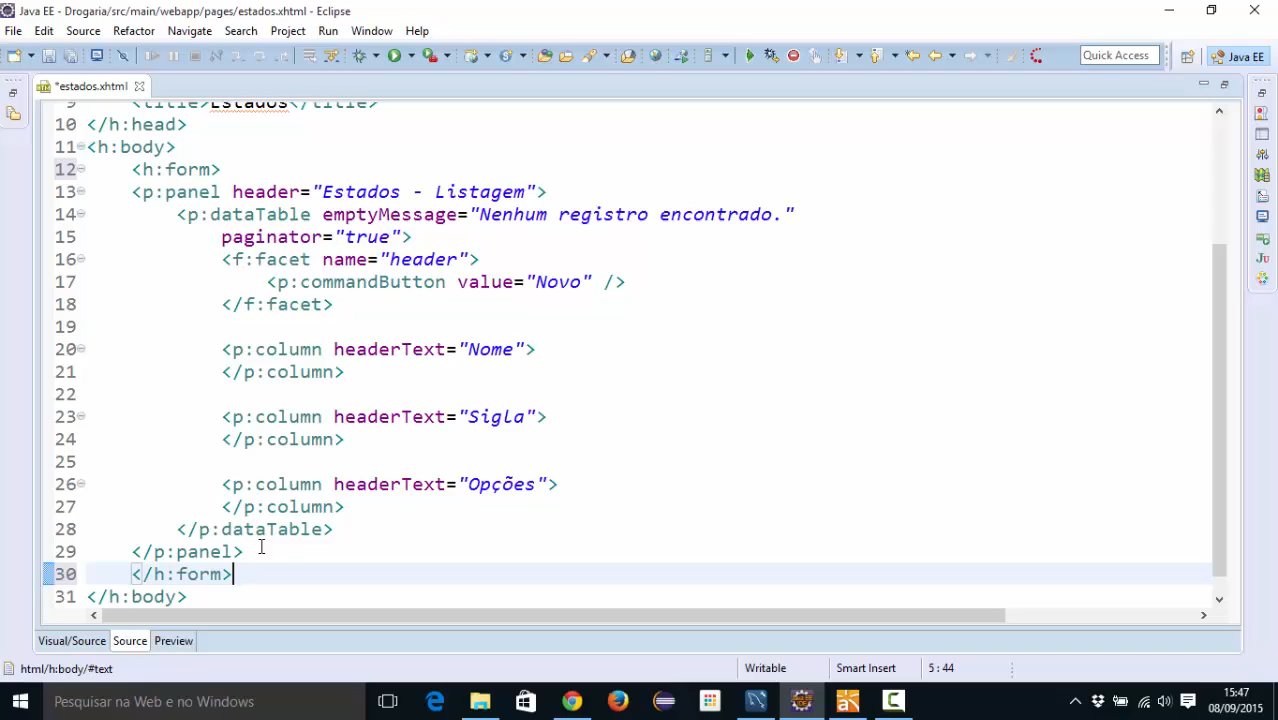 Java EE - Drogaria/src/main/webapp/pages/estados.xhtml - Eclipse
File Edit Source Refactor Navigate Search Project Run Window Help
Quick Access Java EE
*estados.xhtml
9 <title>Estados</title>
10 </h:head>
11 <h:body>
12 <h:form>
13 <p:panel header="Estados - Listagem">
14 <p:dataTable emptyMessage="Nenhum registro encontrado."
15 paginator="true">
16 <f:facet name="header">
17 <p:commandButton value="Novo" />
18 </f:facet>
19
20 <p:column headerText="Nome">
21 </p:column>
22
23 <p:column headerText="Sigla">
24 </p:column>
25
26 <p:column headerText="Opções">
27 </p:column>
28 </p:dataTable>
29 </p:panel>
30 </h:form>
31 </h:body>
Visual/Source Source Preview
html/h:body/#text Writable Smart Insert 5 : 44
Pesquisar na Web e no Windows
15:47
08/09/2015